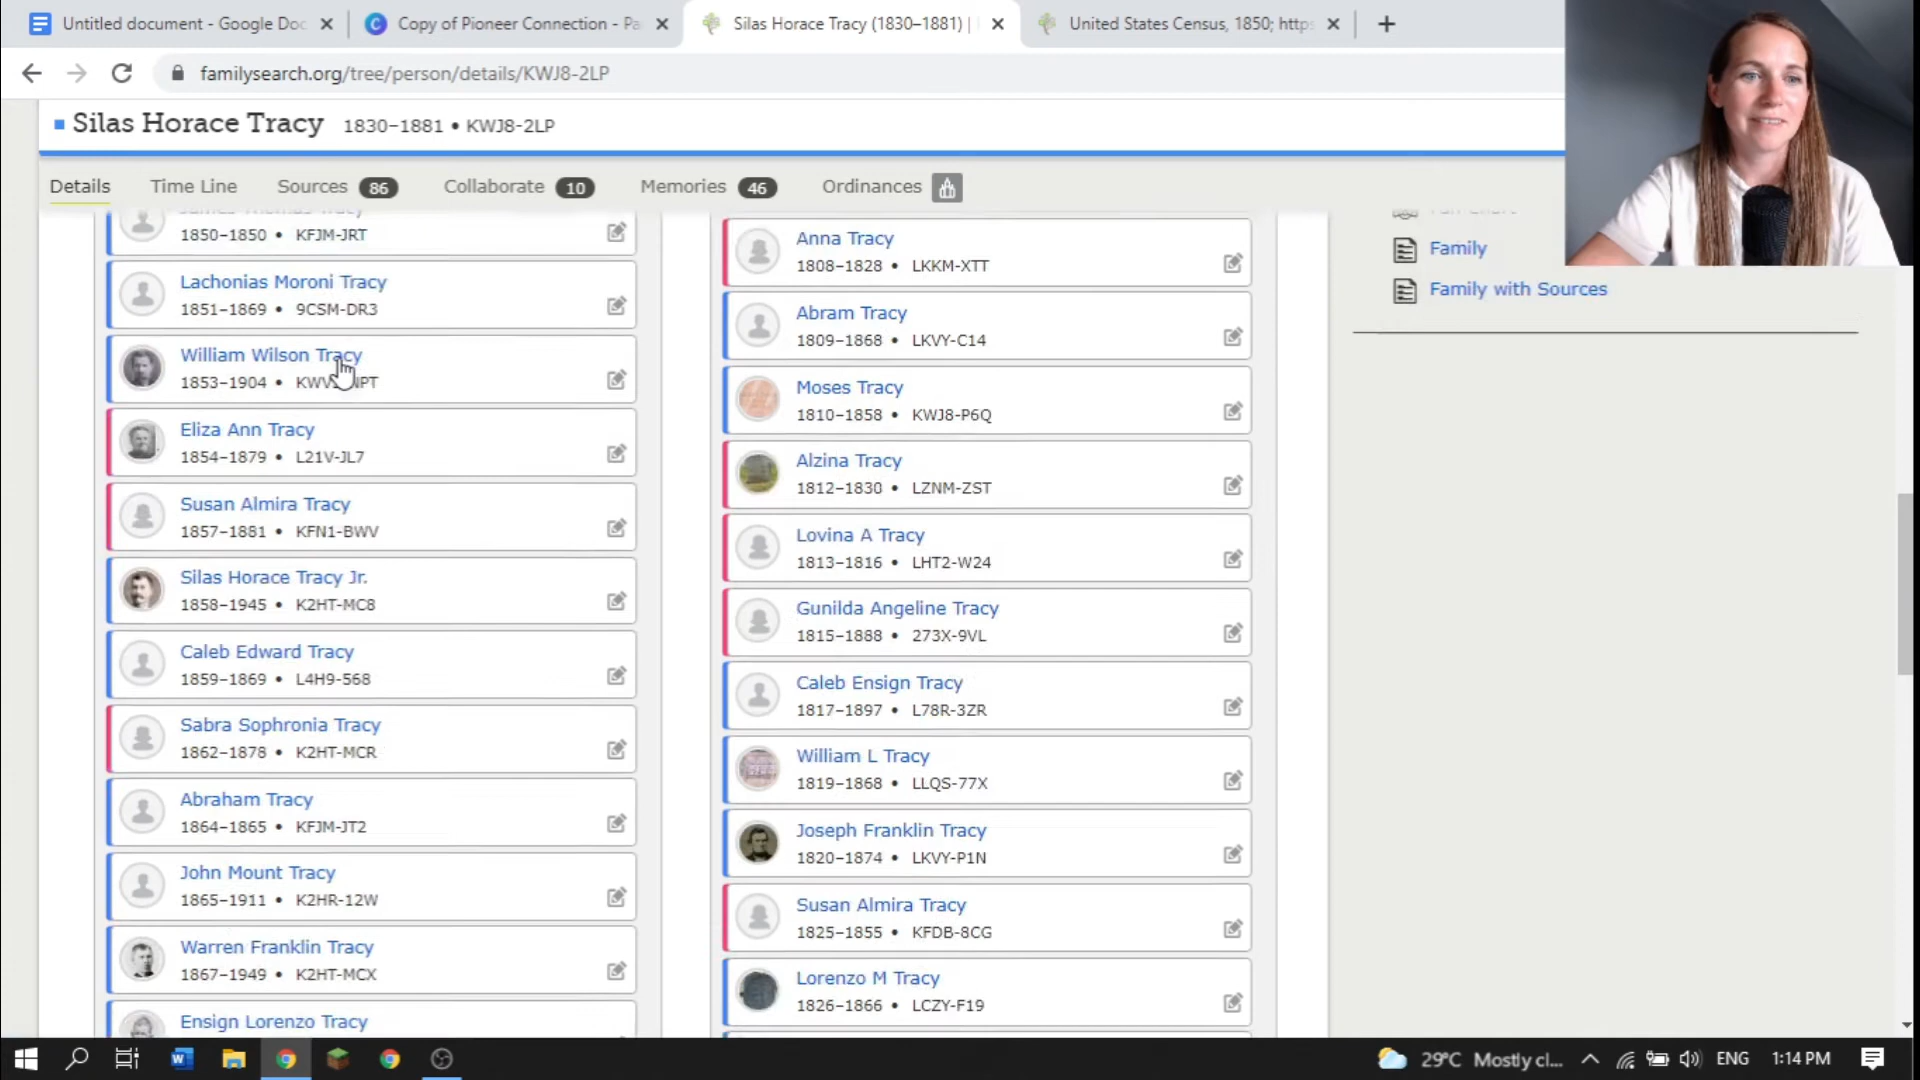 Untitled document - Google Doc
Copy of Pioneer Connection - Pa
Silas Horace Tracy (1830–1881) |
United States Census, 1850; https
familysearch.org/tree/person/details/KWJ8-2LP
Silas Horace Tracy 1830–1881 • KWJ8-2LP
Details
Time Line
Sources 86
Collaborate 10
Memories 46
Ordinances
James Thomas Tracy
1850–1850 • KFJM-JRT
Lachonias Moroni Tracy
1851–1869 • 9CSM-DR3
William Wilson Tracy
1853–1904 •
Eliza Ann Tracy
1854–1879 • L21V-JL7
Susan Almira Tracy
1857–1881 • KFN1-BWV
Silas Horace Tracy Jr.
1858–1945 • K2HT-MC8
Caleb Edward Tracy
1859–1869 • L4H9-568
Sabra Sophronia Tracy
1862–1878 • K2HT-MCR
Abraham Tracy
1864–1865 • KFJM-JT2
John Mount Tracy
1865–1911 • K2HR-12W
Warren Franklin Tracy
1867–1949 • K2HT-MCX
Ensign Lorenzo Tracy
Anna Tracy
1808–1828 • LKKM-XTT
Abram Tracy
1809–1868 • LKVY-C14
Moses Tracy
1810–1858 • KWJ8-P6Q
Alzina Tracy
1812–1830 • LZNM-ZST
Lovina A Tracy
1813–1816 • LHT2-W24
Gunilda Angeline Tracy
1815–1888 • 273X-9VL
Caleb Ensign Tracy
1817–1897 • L78R-3ZR
William L Tracy
1819–1868 • LLQS-77X
Joseph Franklin Tracy
1820–1874 • LKVY-P1N
Susan Almira Tracy
1825–1855 • KFDB-8CG
Lorenzo M Tracy
1826–1866 • LCZY-F19
Fan Chart
Family
Family with Sources
29°C Mostly cl...
ENG
1:14 PM